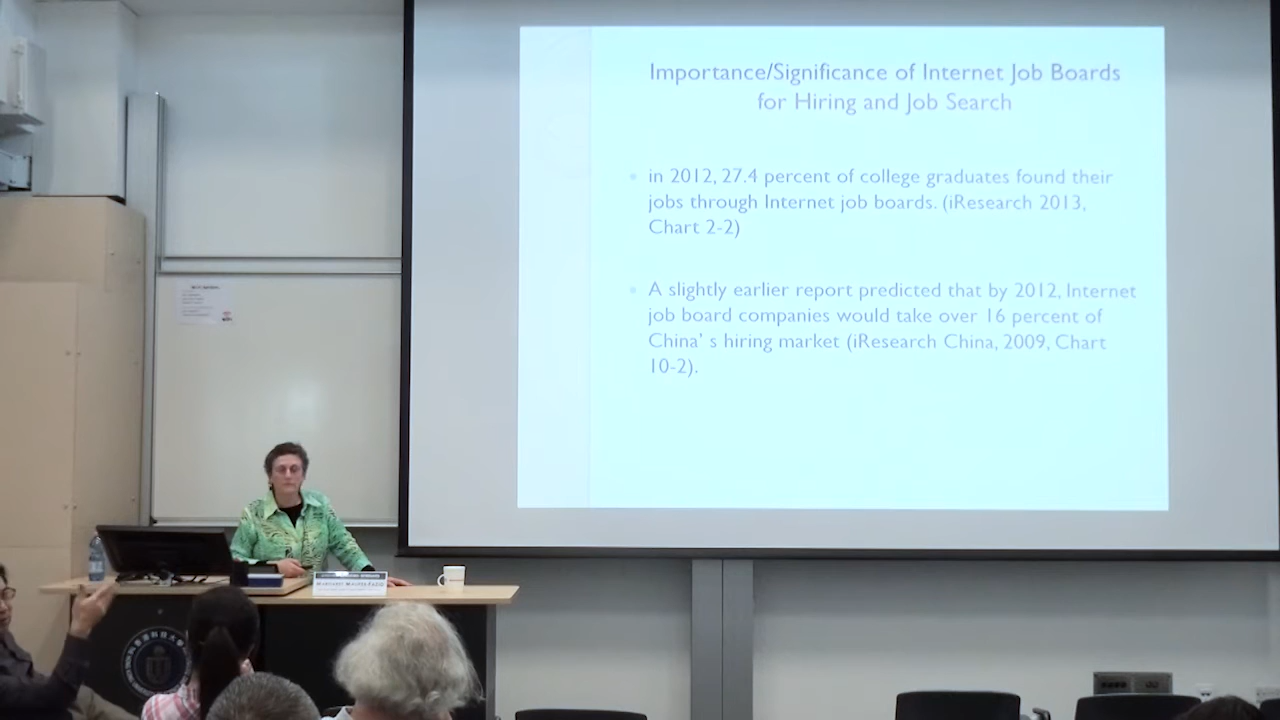 Importance/Significance of Internet Job Boards
for Hiring and Job Search
in 2012, 27.4 percent of college graduates found their
jobs through Internet job boards. (iResearch 2013,
Chart 2-2)
A slightly earlier report predicted that by 2012, Internet
job board companies would take over 16 percent of
China’ s hiring market (iResearch China, 2009, Chart
10-2).